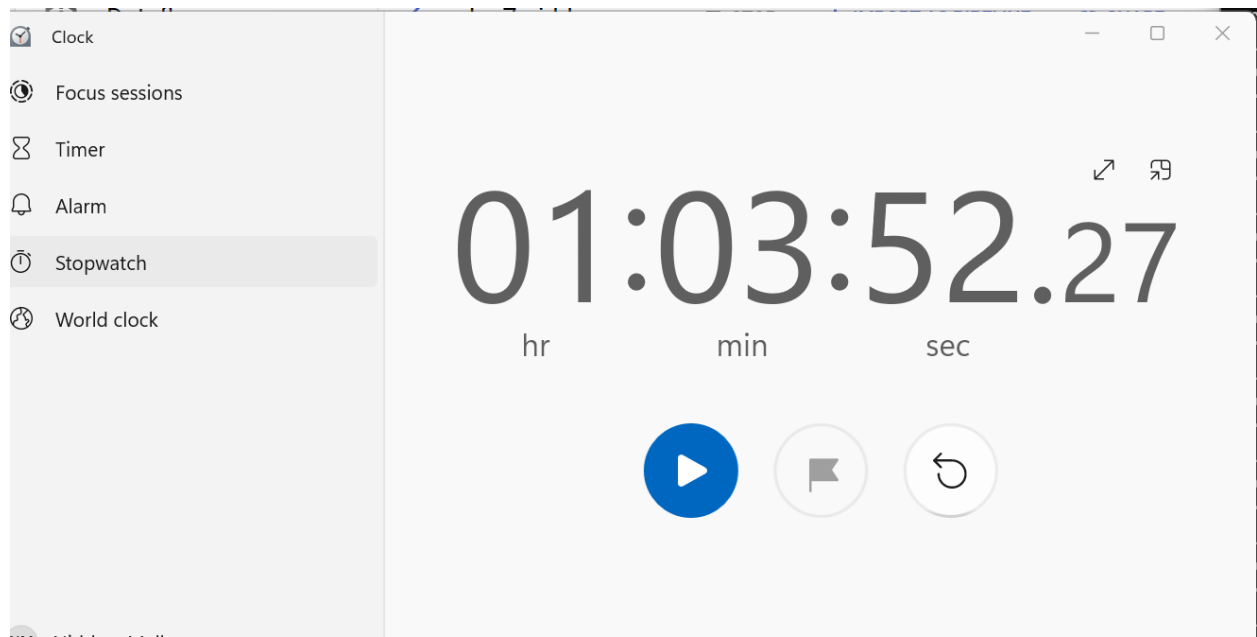 Clock
Focus sessions
Timer
Alarm
Stopwatch
World clock
01:03:52.27
hr min sec